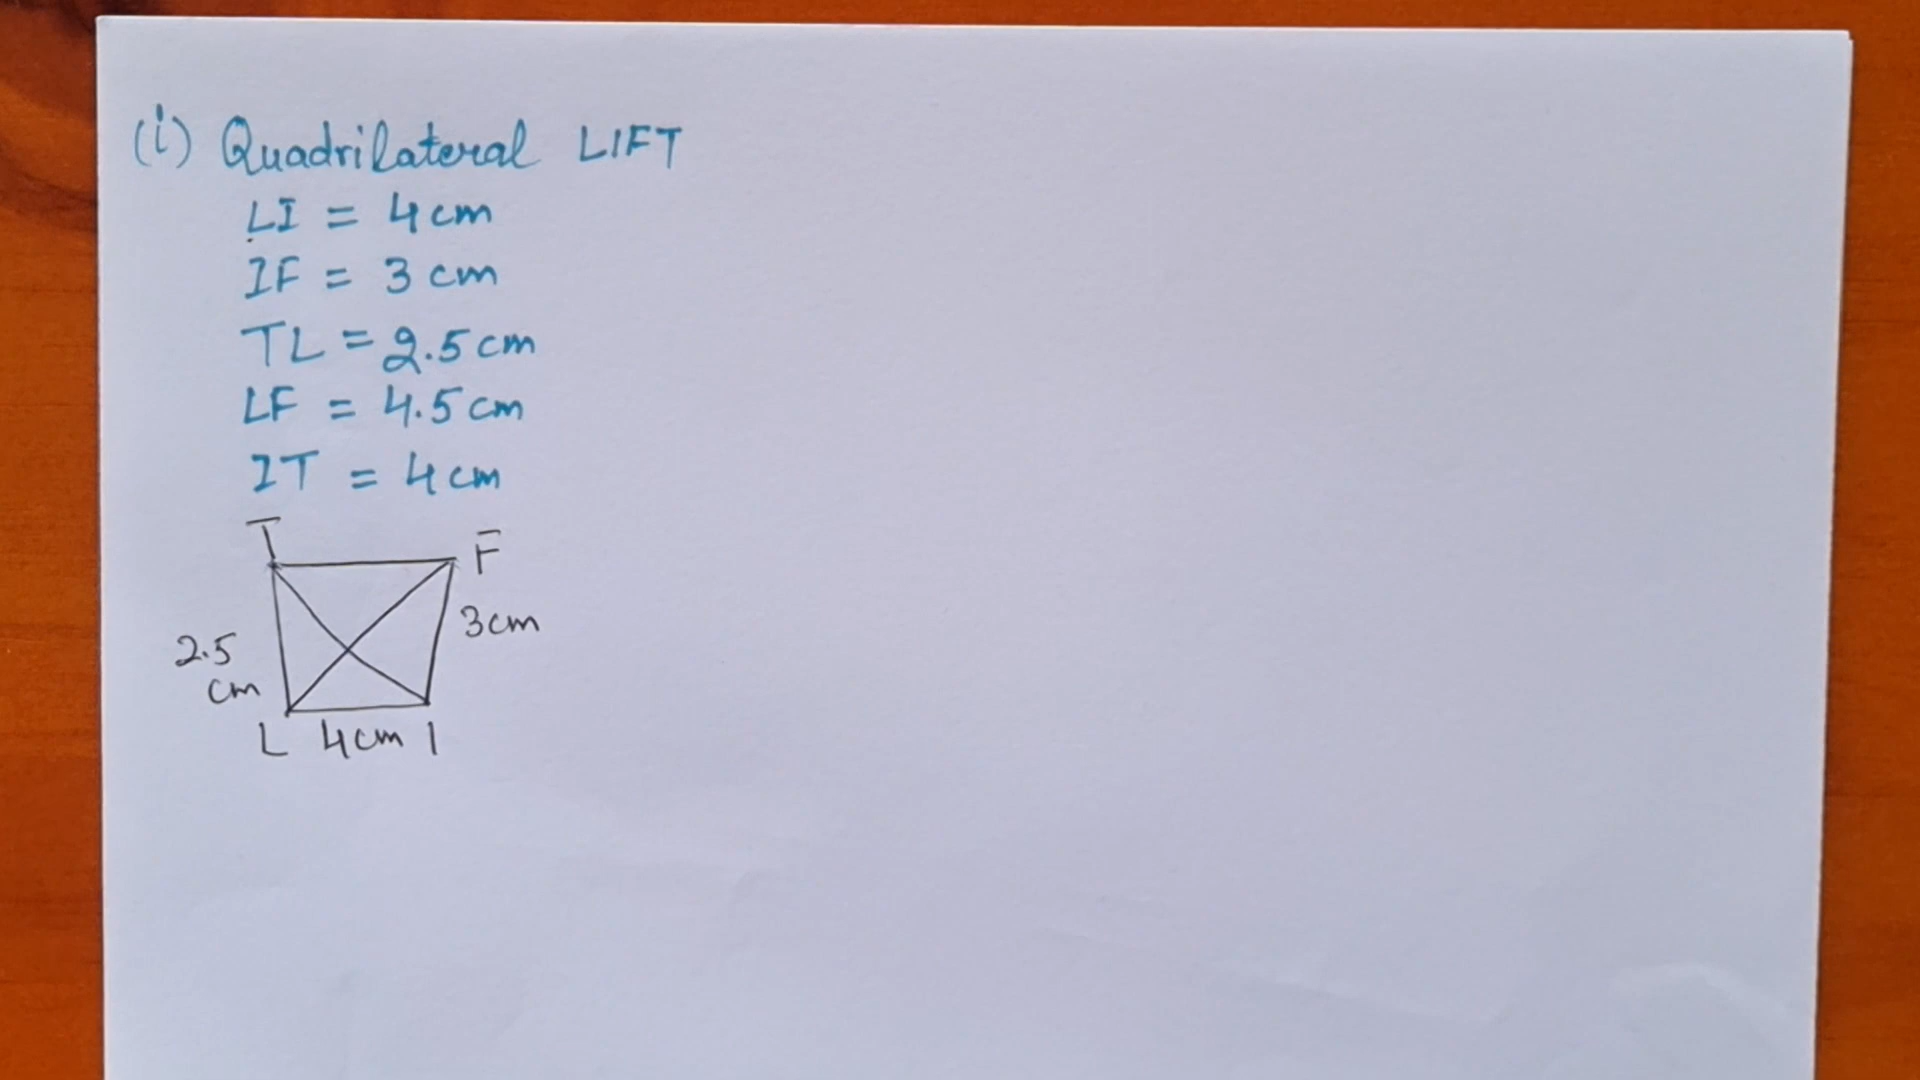 (i) Quadrilateral LIFT
LI = 4 cm
IF = 3 cm
TL = 2.5 cm
LF = 4.5 cm
IT = 4 cm
T
F
3cm
2.5
cm
L 4cm I